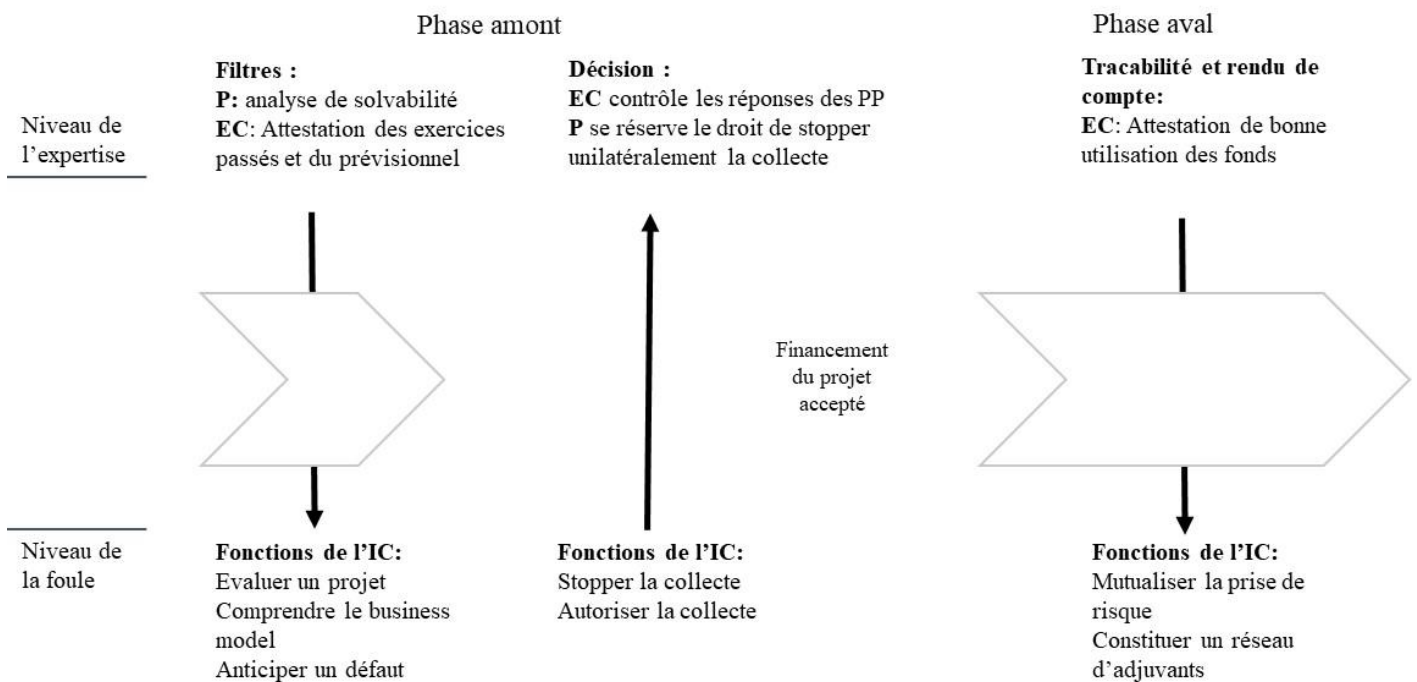 Phase amont
Phase aval
Niveau de
l’expertise
Filtres :
P: analyse de solvabilité
EC: Attestation des exercices
passés et du prévisionnel
Décision :
EC contrôle les réponses des PP
P se réserve le droit de stopper
unilatéralement la collecte
Tracabilité et rendu de
compte:
EC: Attestation de bonne
utilisation des fonds
Financement
du projet
accepté
Niveau de
la foule
Fonctions de l’IC:
Evaluer un projet
Comprendre le business
model
Anticiper un défaut
Fonctions de l’IC:
Stopper la collecte
Autoriser la collecte
Fonctions de l’IC:
Mutualiser la prise de
risque
Constituer un réseau
d’adjuvants